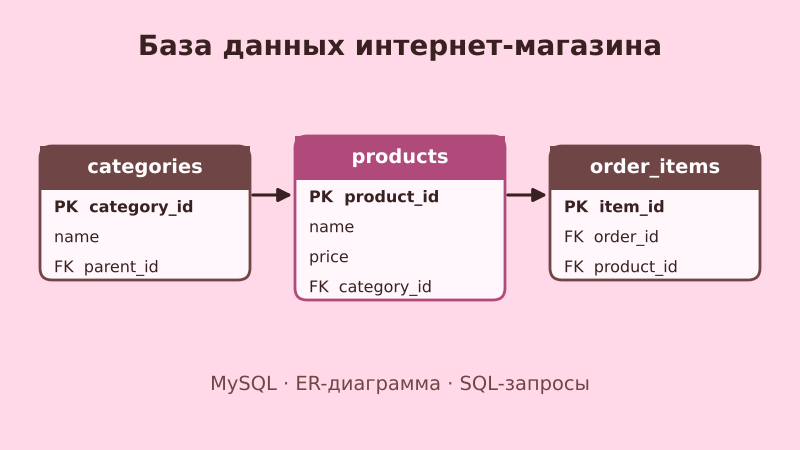 База данных интернет-магазина
categories
PK category_id
name
FK parent_id
products
PK product_id
name
price
FK category_id
order_items
PK item_id
FK order_id
FK product_id
MySQL · ER-диаграмма · SQL-запросы